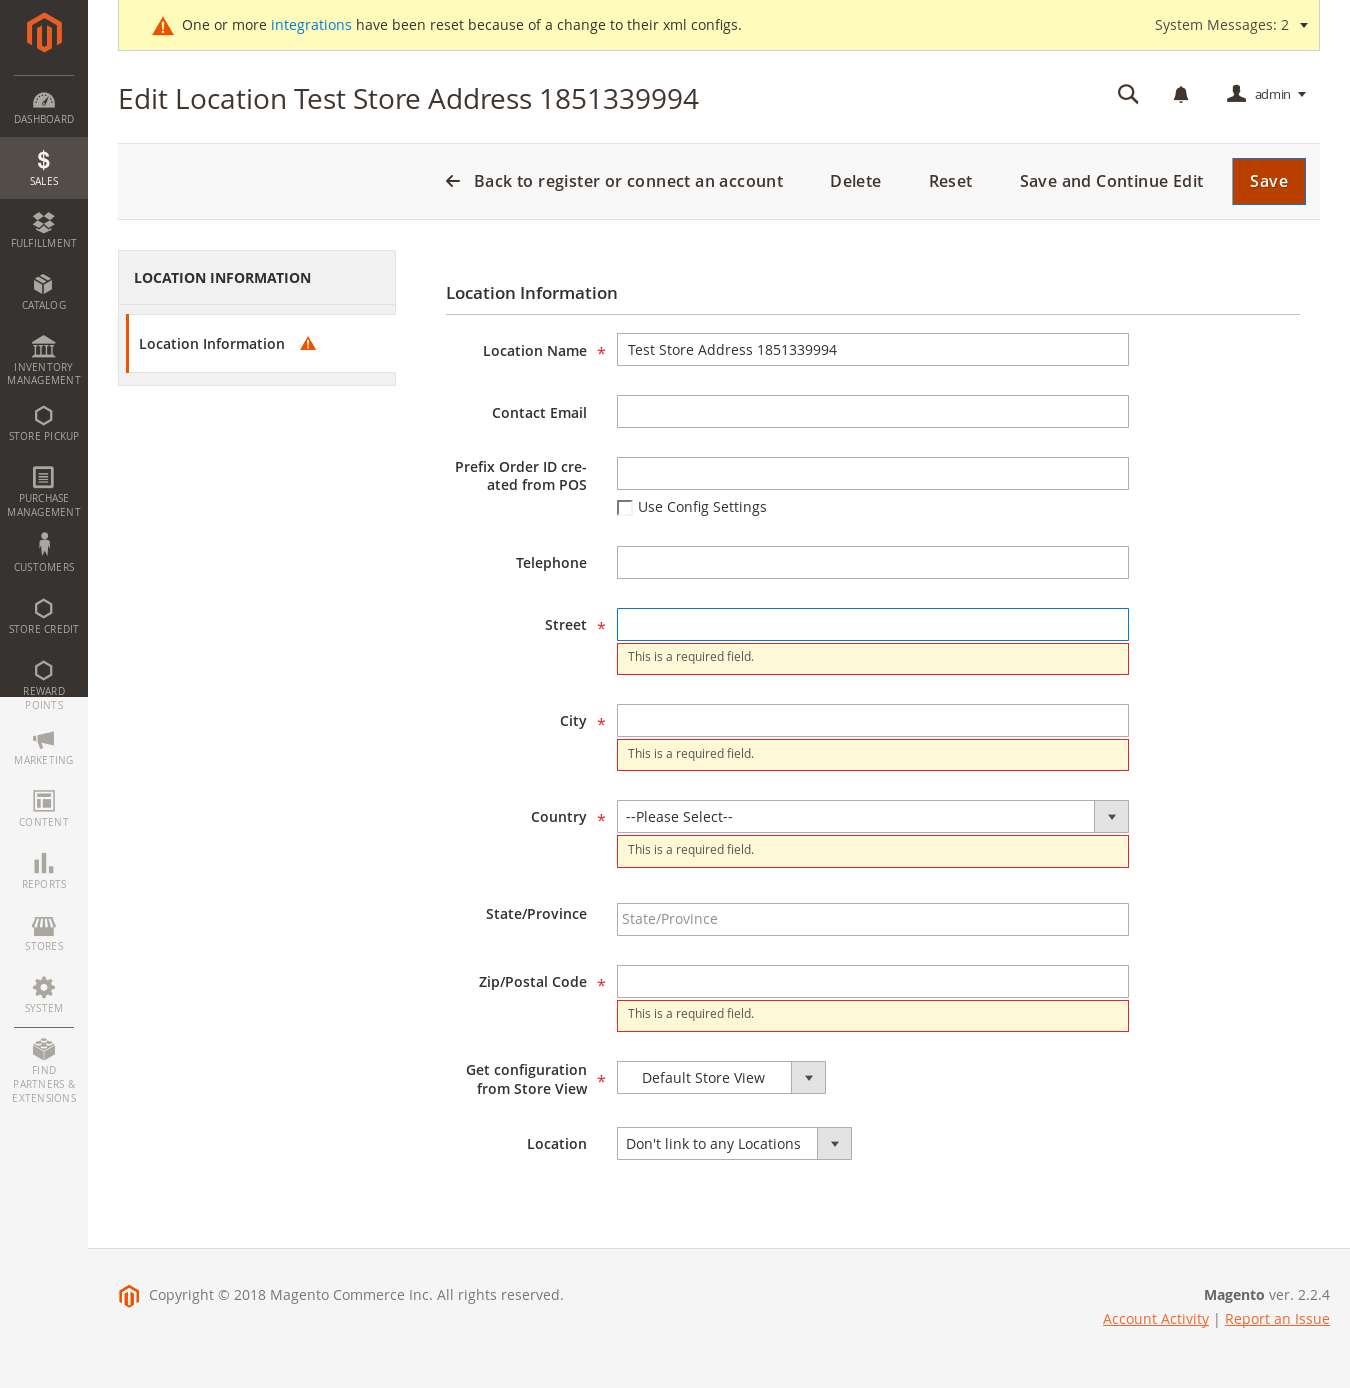 One or more integrations have been reset because of a change to their xml configs.
System Messages: 2
Edit Location Test Store Address 1851339994
admin
Back to register or connect an account
Delete
Reset
Save and Continue Edit
Save
DASHBOARD
SALES
FULFILLMENT
CATALOG
INVENTORY
MANAGEMENT
STORE PICKUP
PURCHASE
MANAGEMENT
CUSTOMERS
STORE CREDIT
REWARD
POINTS
MARKETING
CONTENT
REPORTS
STORES
SYSTEM
FIND
PARTNERS &
EXTENSIONS
LOCATION INFORMATION
Location Information
Location Information
Location Name *
Test Store Address 1851339994
Contact Email
Prefix Order ID cre-
ated from POS
Use Config Settings
Telephone
Street *
This is a required field.
City *
This is a required field.
Country *
--Please Select--
This is a required field.
State/Province
State/Province
Zip/Postal Code *
This is a required field.
Get configuration
from Store View *
Default Store View
Location
Don't link to any Locations
Copyright © 2018 Magento Commerce Inc. All rights reserved.
Magento ver. 2.2.4
Account Activity | Report an Issue